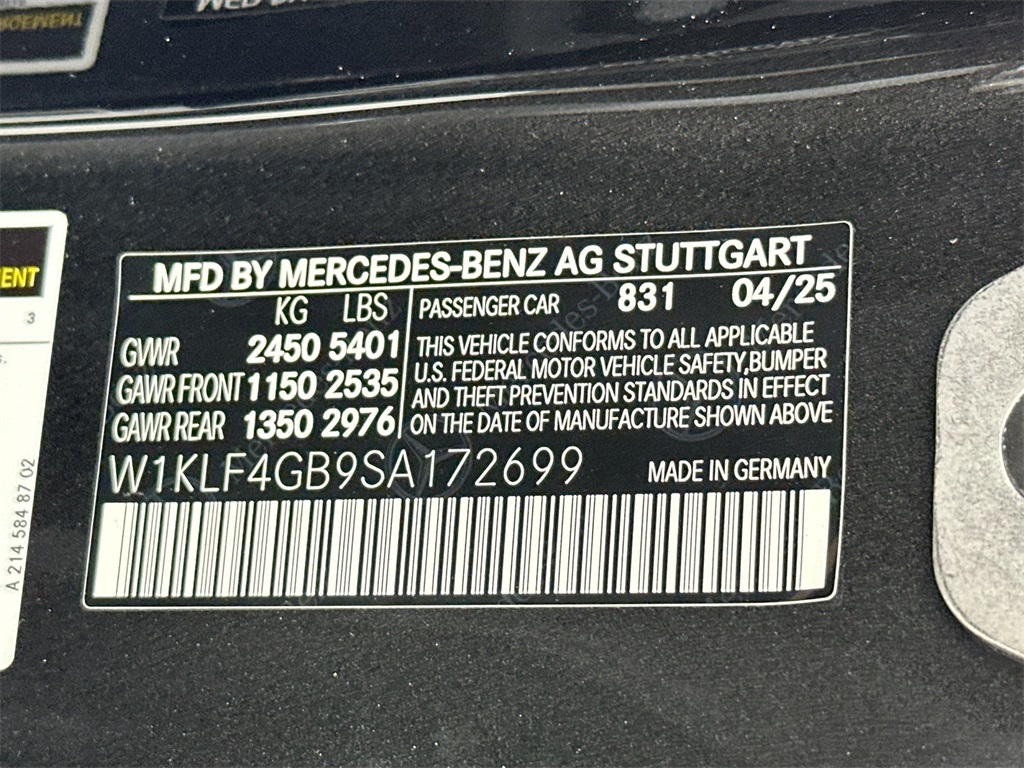 MFD BY MERCEDES-BENZ AG STUTTGART
KG LBS
GVWR 2450 5401
GAWR FRONT 1150 2535
GAWR REAR 1350 2976
PASSENGER CAR 831 04/25
THIS VEHICLE CONFORMS TO ALL APPLICABLE
U.S. FEDERAL MOTOR VEHICLE SAFETY,BUMPER
AND THEFT PREVENTION STANDARDS IN EFFECT
ON THE DATE OF MANUFACTURE SHOWN ABOVE
W1KLF4GB9SA172699 MADE IN GERMANY
3
A 214 584 87 02